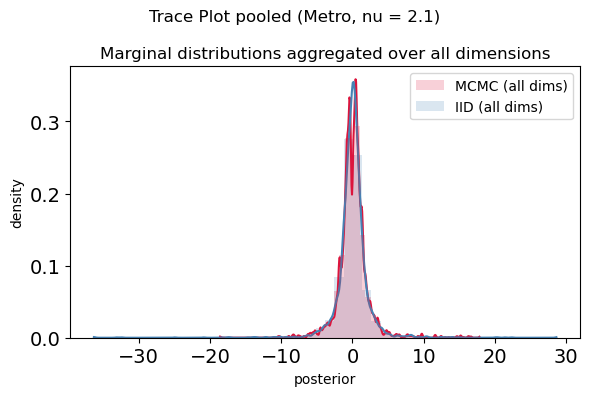 Trace Plot pooled (Metro, nu = 2.1)
Marginal distributions aggregated over all dimensions
MCMC (all dims)
IID (all dims)
density
0.3
0.2
0.1
0.0
−30
−20
−10
0
10
20
30
posterior